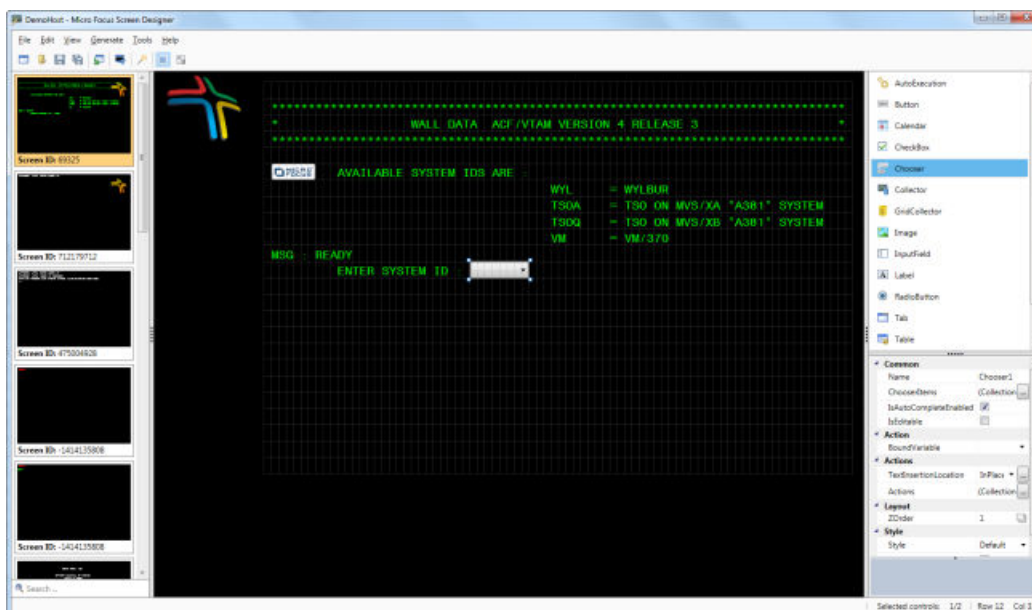 DemoHost - Micro Focus Screen Designer
File Edit View Generate Tools Help
Screen ID: 69325
Screen ID: 712179712
Screen ID: 475004928
Screen ID: -1414135808
Screen ID: -1414135808
Search...
WALL DATA ACF/VTAM VERSION 4 RELEASE 3
AVAILABLE SYSTEM IDS ARE :
WYL = WYLBUR
TSOA = TSO ON MVS/XA "A381" SYSTEM
TSOQ = TSO ON MVS/XB "A381" SYSTEM
VM = VM/370
MSG : READY
ENTER SYSTEM ID :
AutoExecution
Button
Calendar
CheckBox
Chooser
Collector
GridCollector
Image
InputField
Label
RadioButton
Tab
Table
Common
Name Chooser1
ChooserItems (Collection
IsAutoCompleteEnabled
IsEditable
Action
BoundVariable
Actions
TextInsertionLocation InPlace
Actions (Collection
Layout
ZOrder 1
Style
Style Default
Selected controls: 1/2 Row 12 Col